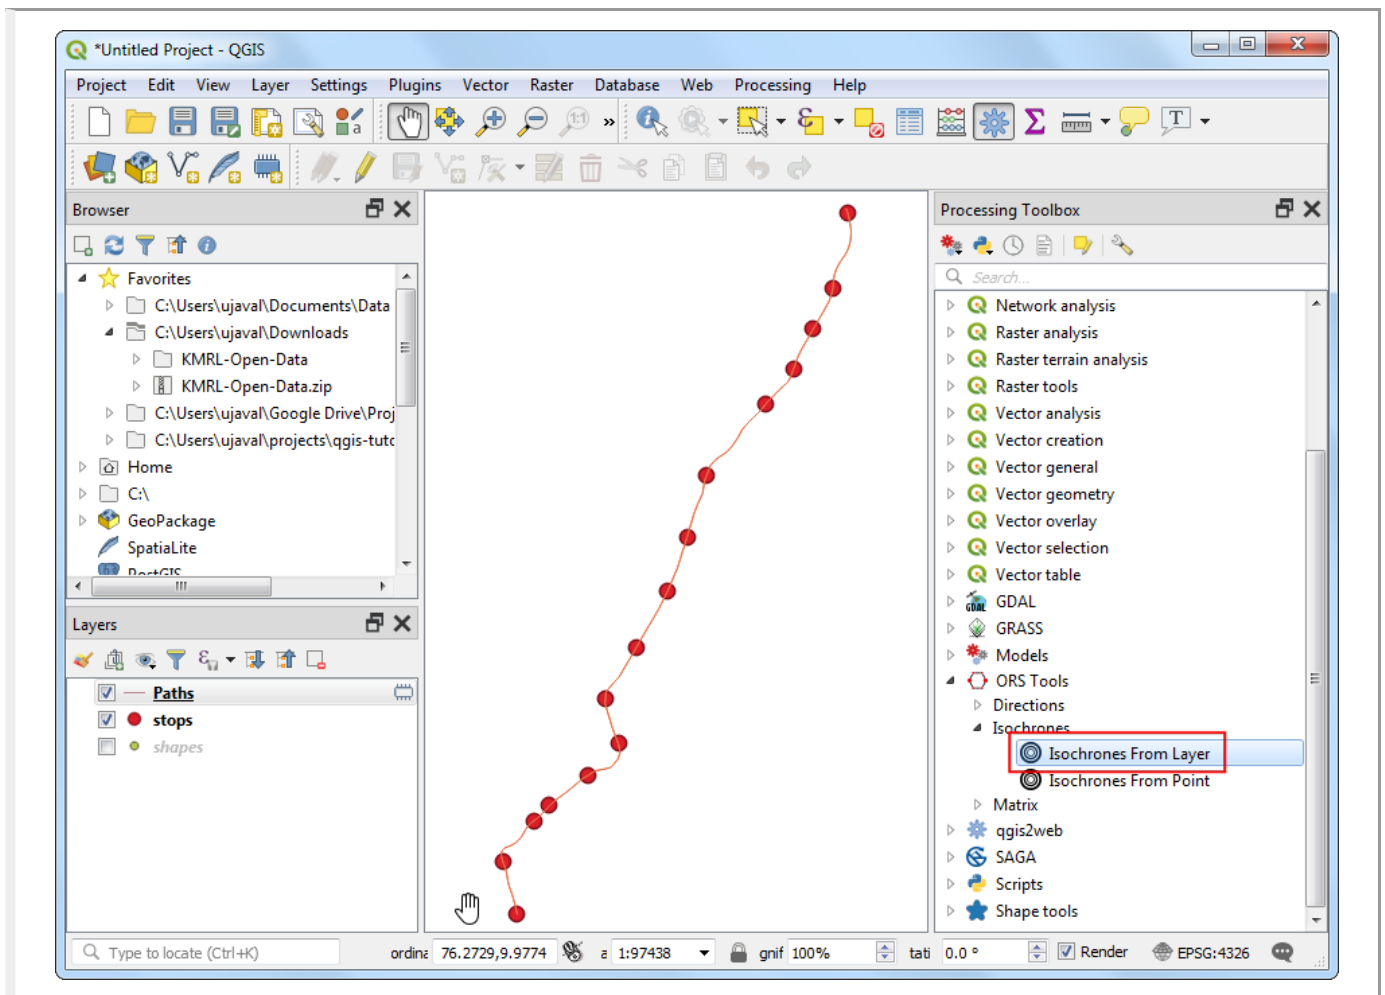 *Untitled Project - QGIS
Project Edit View Layer Settings Plugins Vector Raster Database Web Processing Help
Browser
Favorites
C:\Users\ujaval\Documents\Data
C:\Users\ujaval\Downloads
KMRL-Open-Data
KMRL-Open-Data.zip
C:\Users\ujaval\Google Drive\Proj
C:\Users\ujaval\projects\qgis-tutc
Home
C:\
GeoPackage
SpatiaLite
PostGIS
Layers
Paths
stops
shapes
Processing Toolbox
Search...
Network analysis
Raster analysis
Raster terrain analysis
Raster tools
Vector analysis
Vector creation
Vector general
Vector geometry
Vector overlay
Vector selection
Vector table
GDAL
GRASS
Models
ORS Tools
Directions
Isochrones
Isochrones From Layer
Isochrones From Point
Matrix
qgis2web
SAGA
Scripts
Shape tools
Type to locate (Ctrl+K) ordina 76.2729,9.9774 a 1:97438 gnif 100% tati 0.0 ° Render EPSG:4326